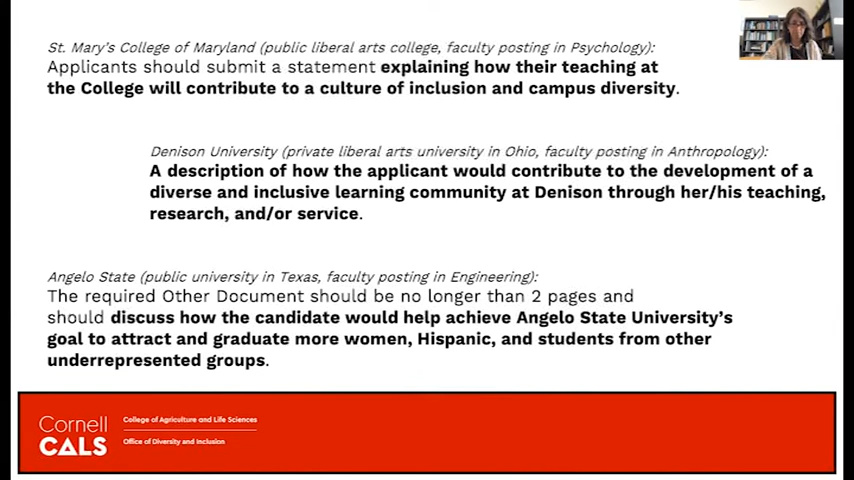 St. Mary's College of Maryland (public liberal arts college, faculty posting in Psychology):
Applicants should submit a statement explaining how their teaching at
the College will contribute to a culture of inclusion and campus diversity.
Denison University (private liberal arts university in Ohio, faculty posting in Anthropology):
A description of how the applicant would contribute to the development of a
diverse and inclusive learning community at Denison through her/his teaching,
research, and/or service.
Angelo State (public university in Texas, faculty posting in Engineering):
The required Other Document should be no longer than 2 pages and
should discuss how the candidate would help achieve Angelo State University's
goal to attract and graduate more women, Hispanic, and students from other
underrepresented groups.
Cornell
CALS
College of Agriculture and Life Sciences
Office of Diversity and Inclusion